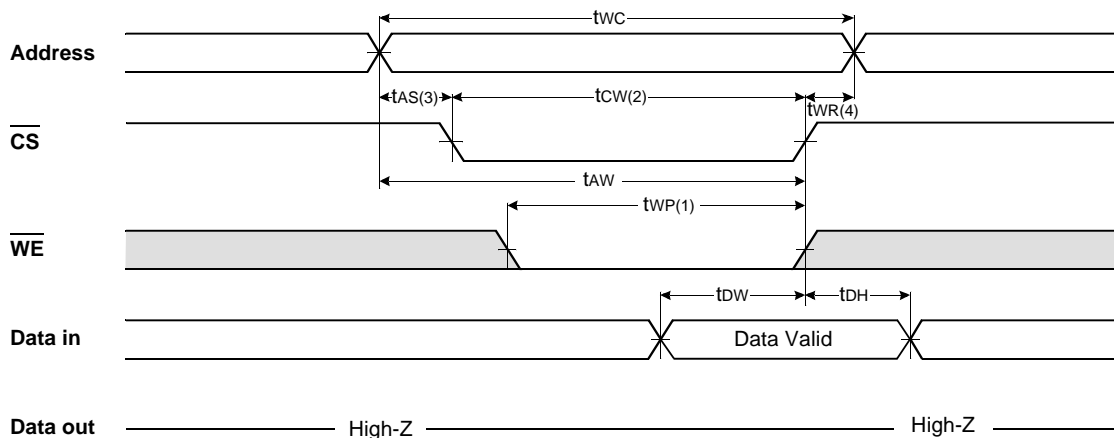 tWC
Address
tAS(3)
tCW(2)
tWR(4)
CS
tAW
tWP(1)
WE
tDW
tDH
Data in
Data Valid
Data out
High-Z
High-Z